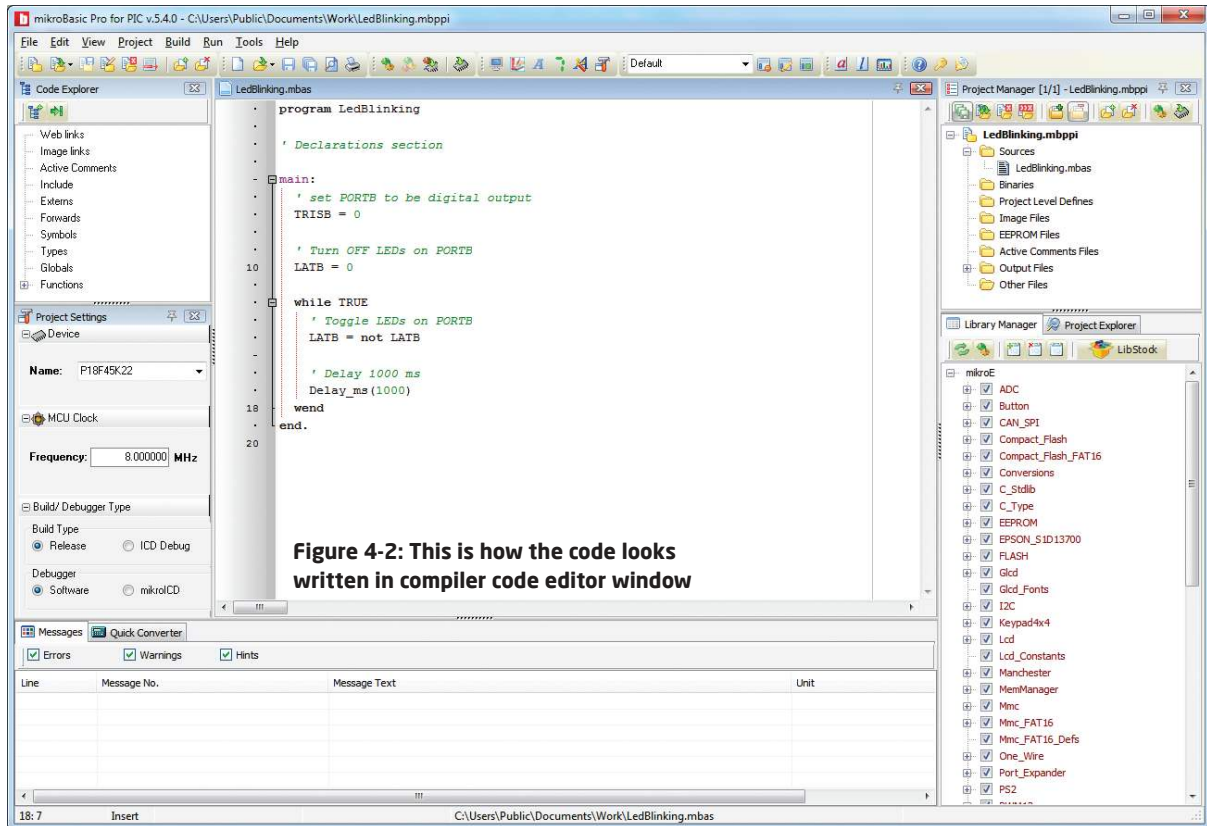 mikroBasic Pro for PIC v.5.4.0 - C:\Users\Public\Documents\Work\LedBlinking.mbppi
File Edit View Project Build Run Tools Help
Default
Code Explorer
Web links
Image links
Active Comments
Include
Externs
Forwards
Symbols
Types
Globals
Functions
Project Settings
Device
Name: P18F45K22
MCU Clock
Frequency: 8.000000 MHz
Build/ Debugger Type
Build Type
Release ICD Debug
Debugger
Software mikroICD
LedBlinking.mbas
program LedBlinking
' Declarations section
main:
' set PORTB to be digital output
TRISB = 0
' Turn OFF LEDs on PORTB
10 LATB = 0
while TRUE
' Toggle LEDs on PORTB
LATB = not LATB
' Delay 1000 ms
Delay_ms(1000)
18 wend
end.
20
Figure 4-2: This is how the code looks
written in compiler code editor window
Project Manager [1/1] - LedBlinking.mbppi
LedBlinking.mbppi
Sources
LedBlinking.mbas
Binaries
Project Level Defines
Image Files
EEPROM Files
Active Comments Files
Output Files
Other Files
Library Manager Project Explorer
LibStock
mikroE
ADC
Button
CAN_SPI
Compact_Flash
Compact_Flash_FAT16
Conversions
C_Stdlib
C_Type
EEPROM
EPSON_S1D13700
FLASH
Glcd
Glcd_Fonts
I2C
Keypad4x4
Lcd
Lcd_Constants
Manchester
MemManager
Mmc
Mmc_FAT16
Mmc_FAT16_Defs
One_Wire
Port_Expander
PS2
Messages Quick Converter
Errors Warnings Hints
Line Message No. Message Text Unit
18: 7 Insert C:\Users\Public\Documents\Work\LedBlinking.mbas